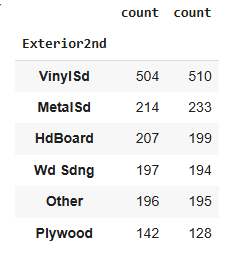 count count
Exterior2nd
VinylSd 504 510
MetalSd 214 233
HdBoard 207 199
Wd Sdng 197 194
Other 196 195
Plywood 142 128